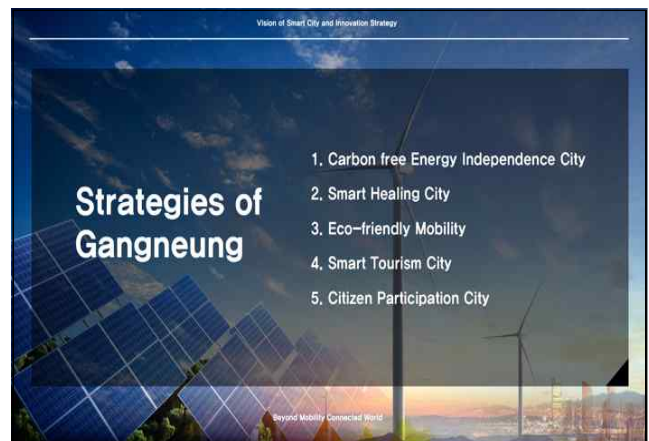 Vision of Smart City and Innovation Strategy
Strategies of
Gangneung
1. Carbon free Energy Independence City
2. Smart Healing City
3. Eco-friendly Mobility
4. Smart Tourism City
5. Citizen Participation City
Beyond Mobility Connected World